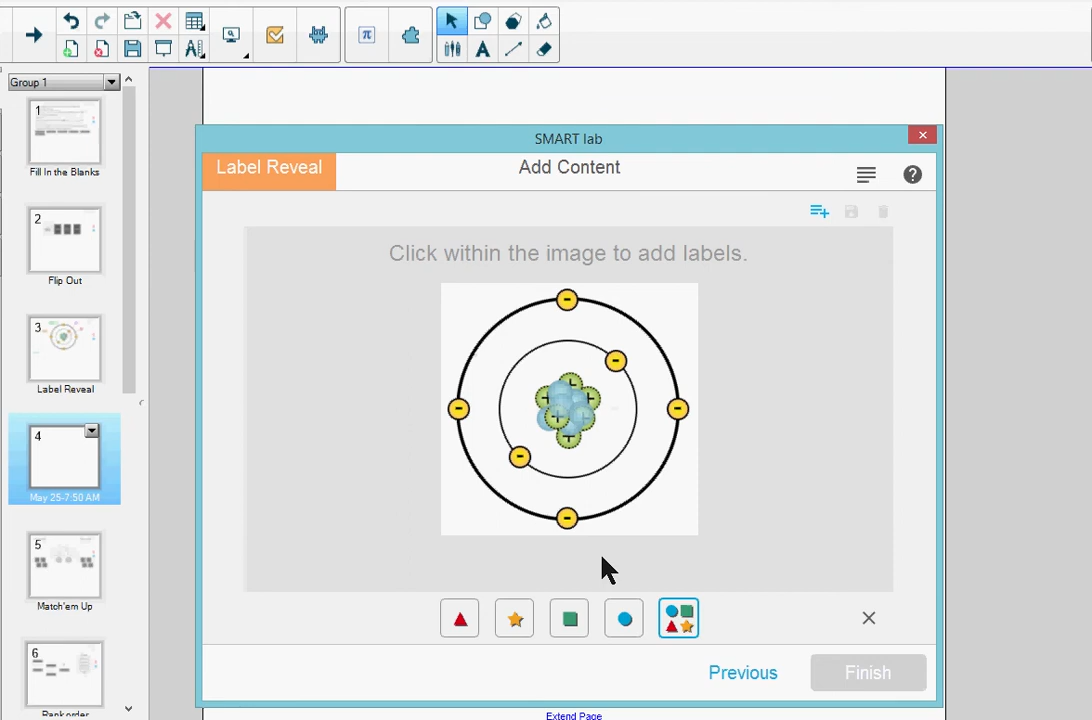 Group 1
1
Fill In the Blanks
2
Flip Out
3
Label Reveal
4
May 25-7:50 AM
5
Match'em Up
6
Rank order
SMART lab
Label Reveal
Add Content
Click within the image to add labels.
Previous
Finish
Extend Page